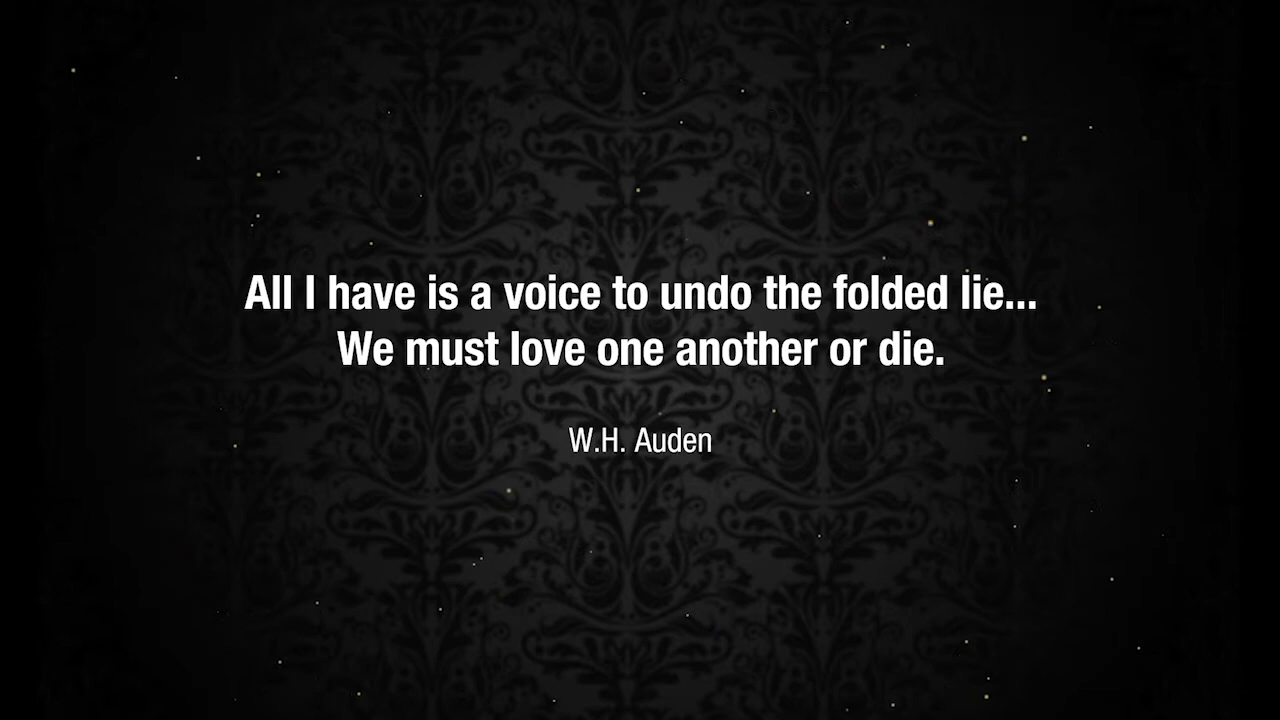 All I have is a voice to undo the folded lie...
We must love one another or die.
W.H. Auden